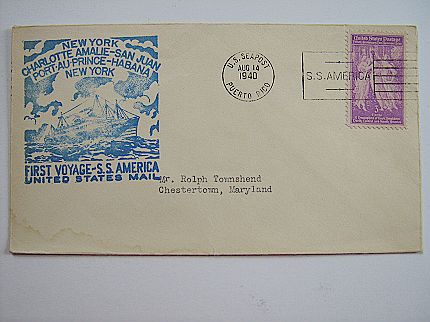 NEW YORK
CHARLOTTE AMALIE-SAN JUAN
PORT-AU-PRINCE-HABANA
NEW YORK
FIRST VOYAGE-S.S. AMERICA
UNITED STATES MAIL
U.S. SEAPOST
AUG 14
1940
PUERTO RICO
S.S. AMERICA
United States Postage
3¢
Mr. Rolph Townshend
Chestertown, Maryland